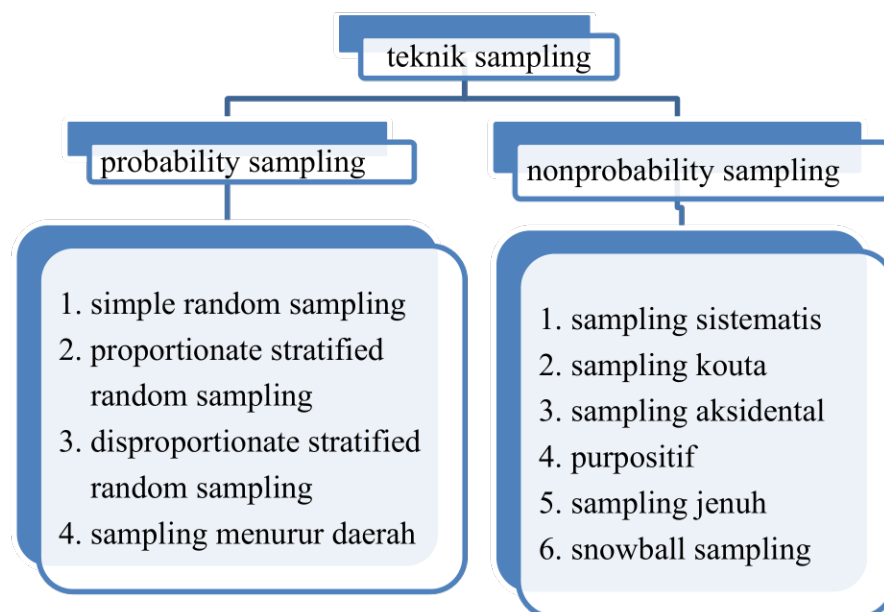 teknik sampling
probability sampling
nonprobability sampling
1. simple random sampling
2. proportionate stratified
random sampling
3. disproportionate stratified
random sampling
4. sampling menurur daerah
1. sampling sistematis
2. sampling kouta
3. sampling aksidental
4. purpositif
5. sampling jenuh
6. snowball sampling